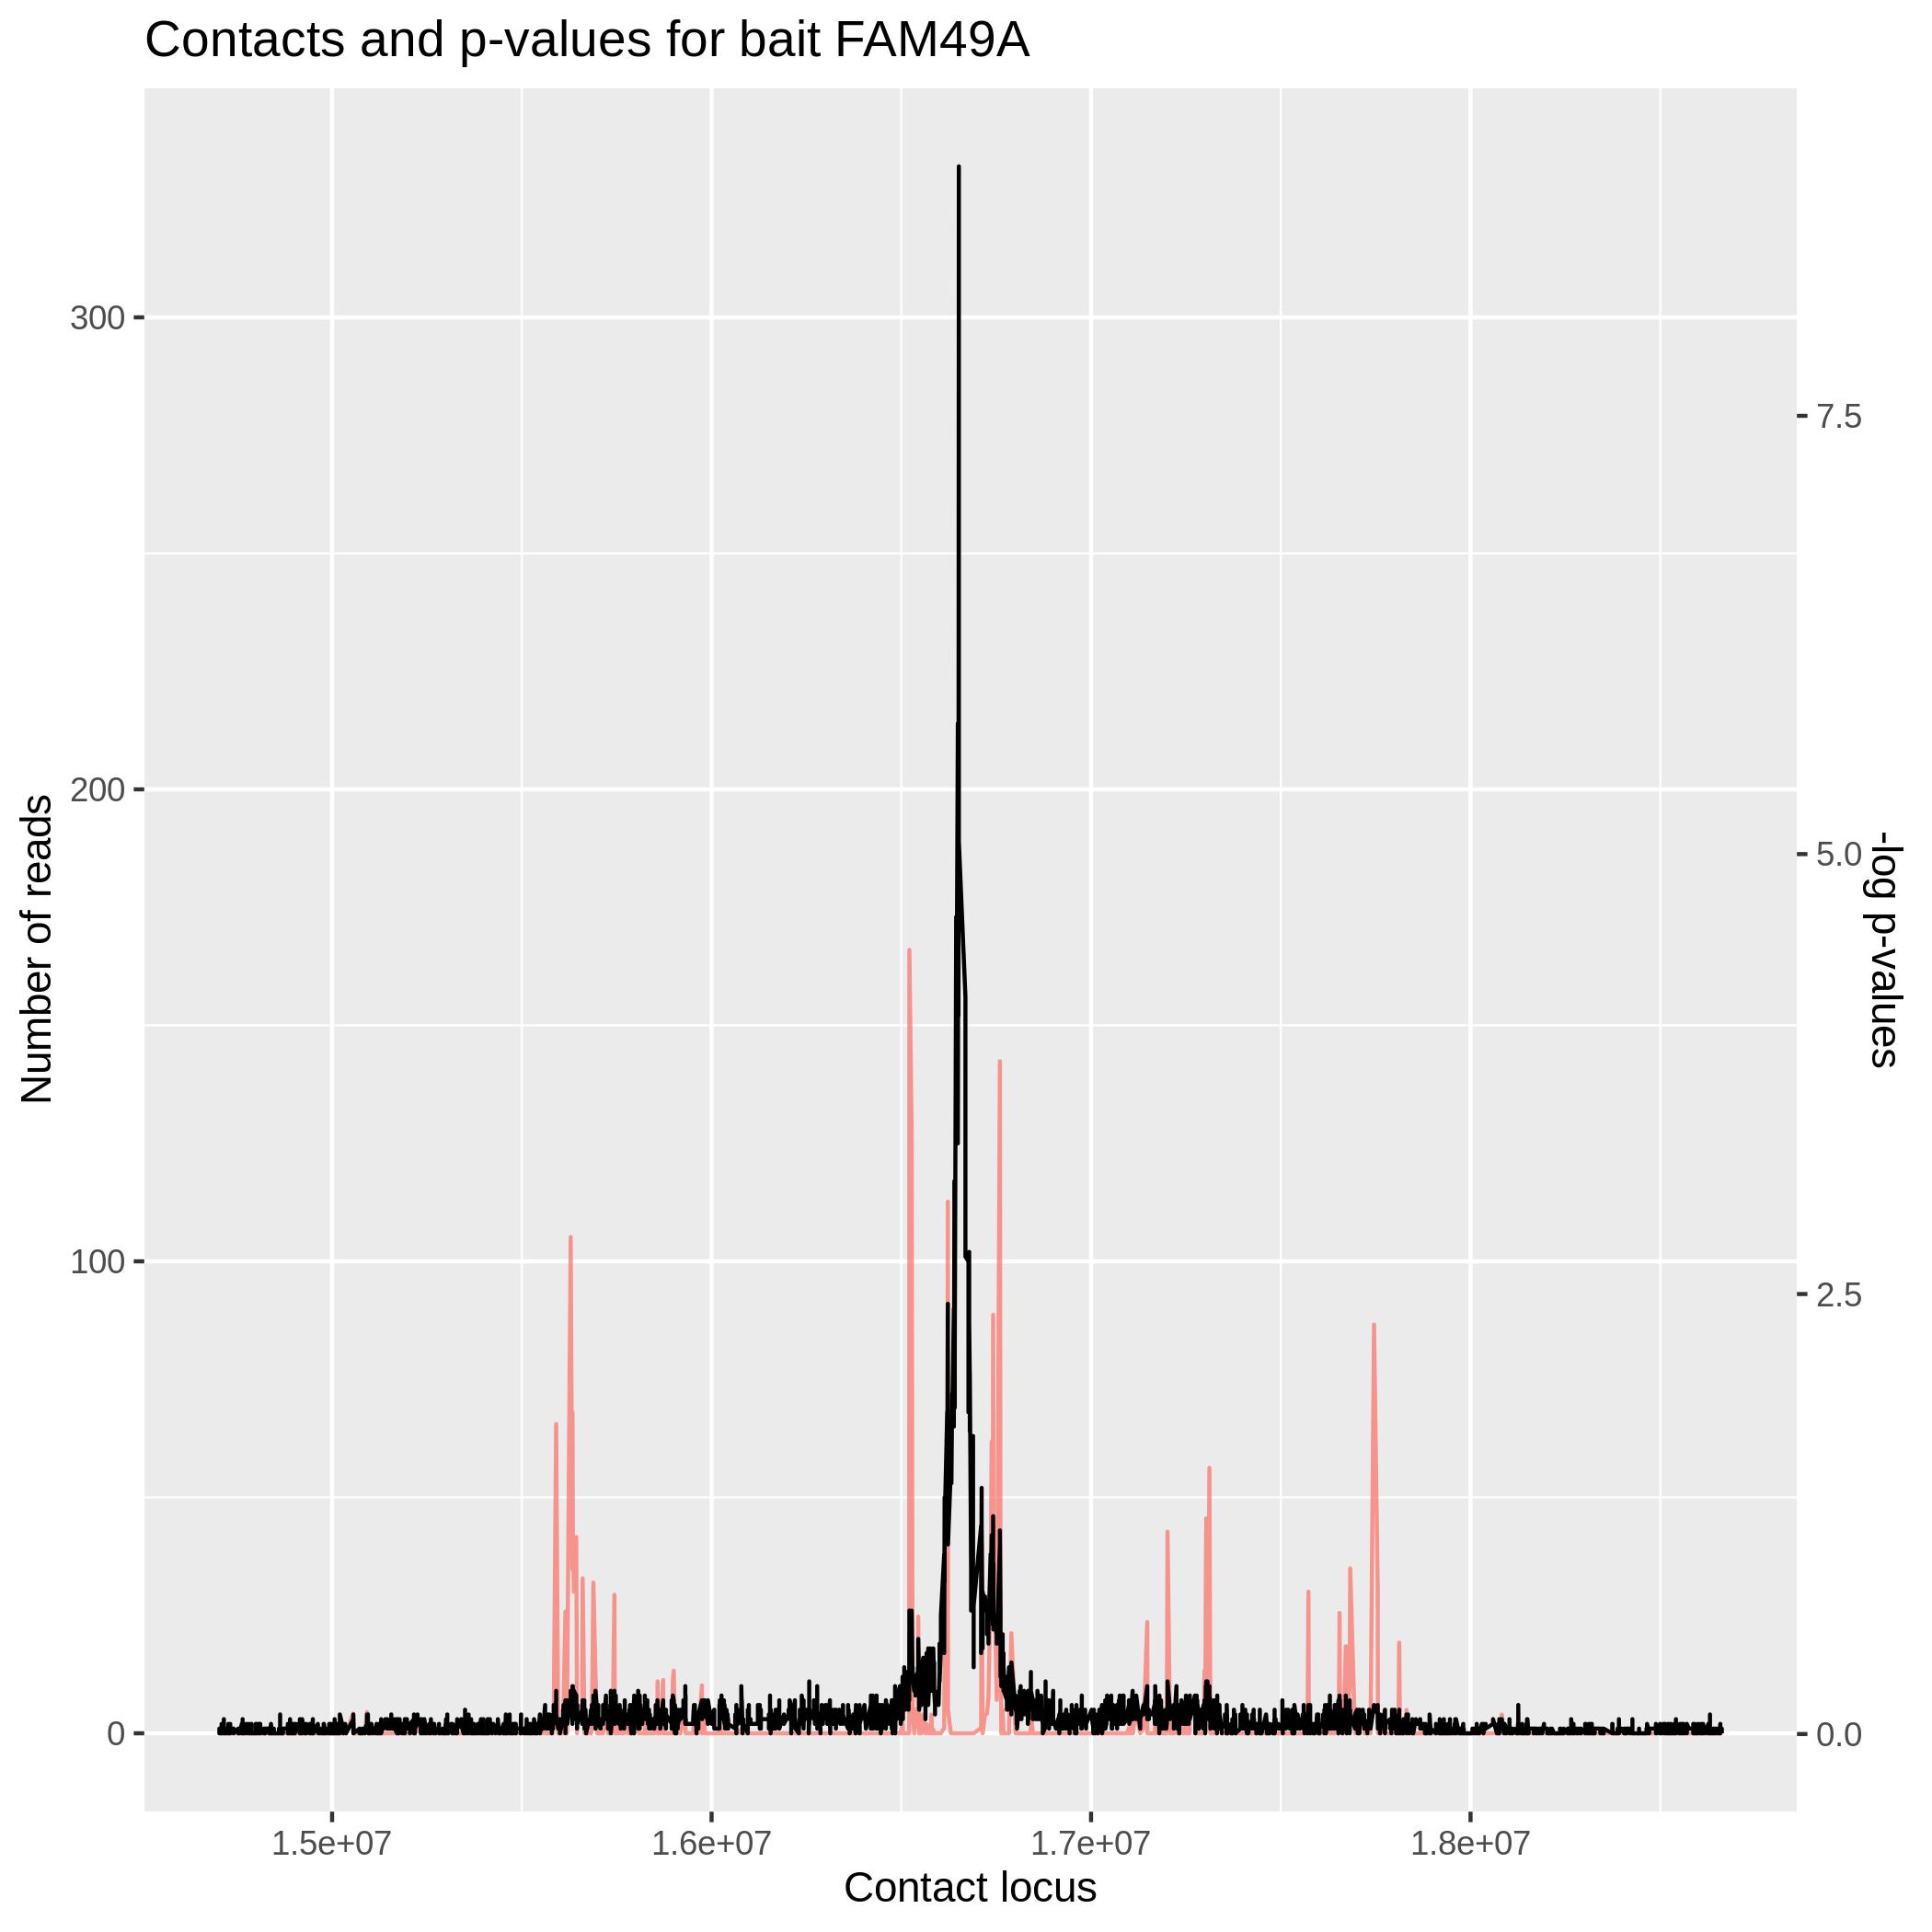 Contacts and p-values for bait FAM49A
Number of reads
300
200
100
0
7.5
5.0
2.5
0.0
-log p-values
1.5e+07
1.6e+07
1.7e+07
1.8e+07
Contact locus